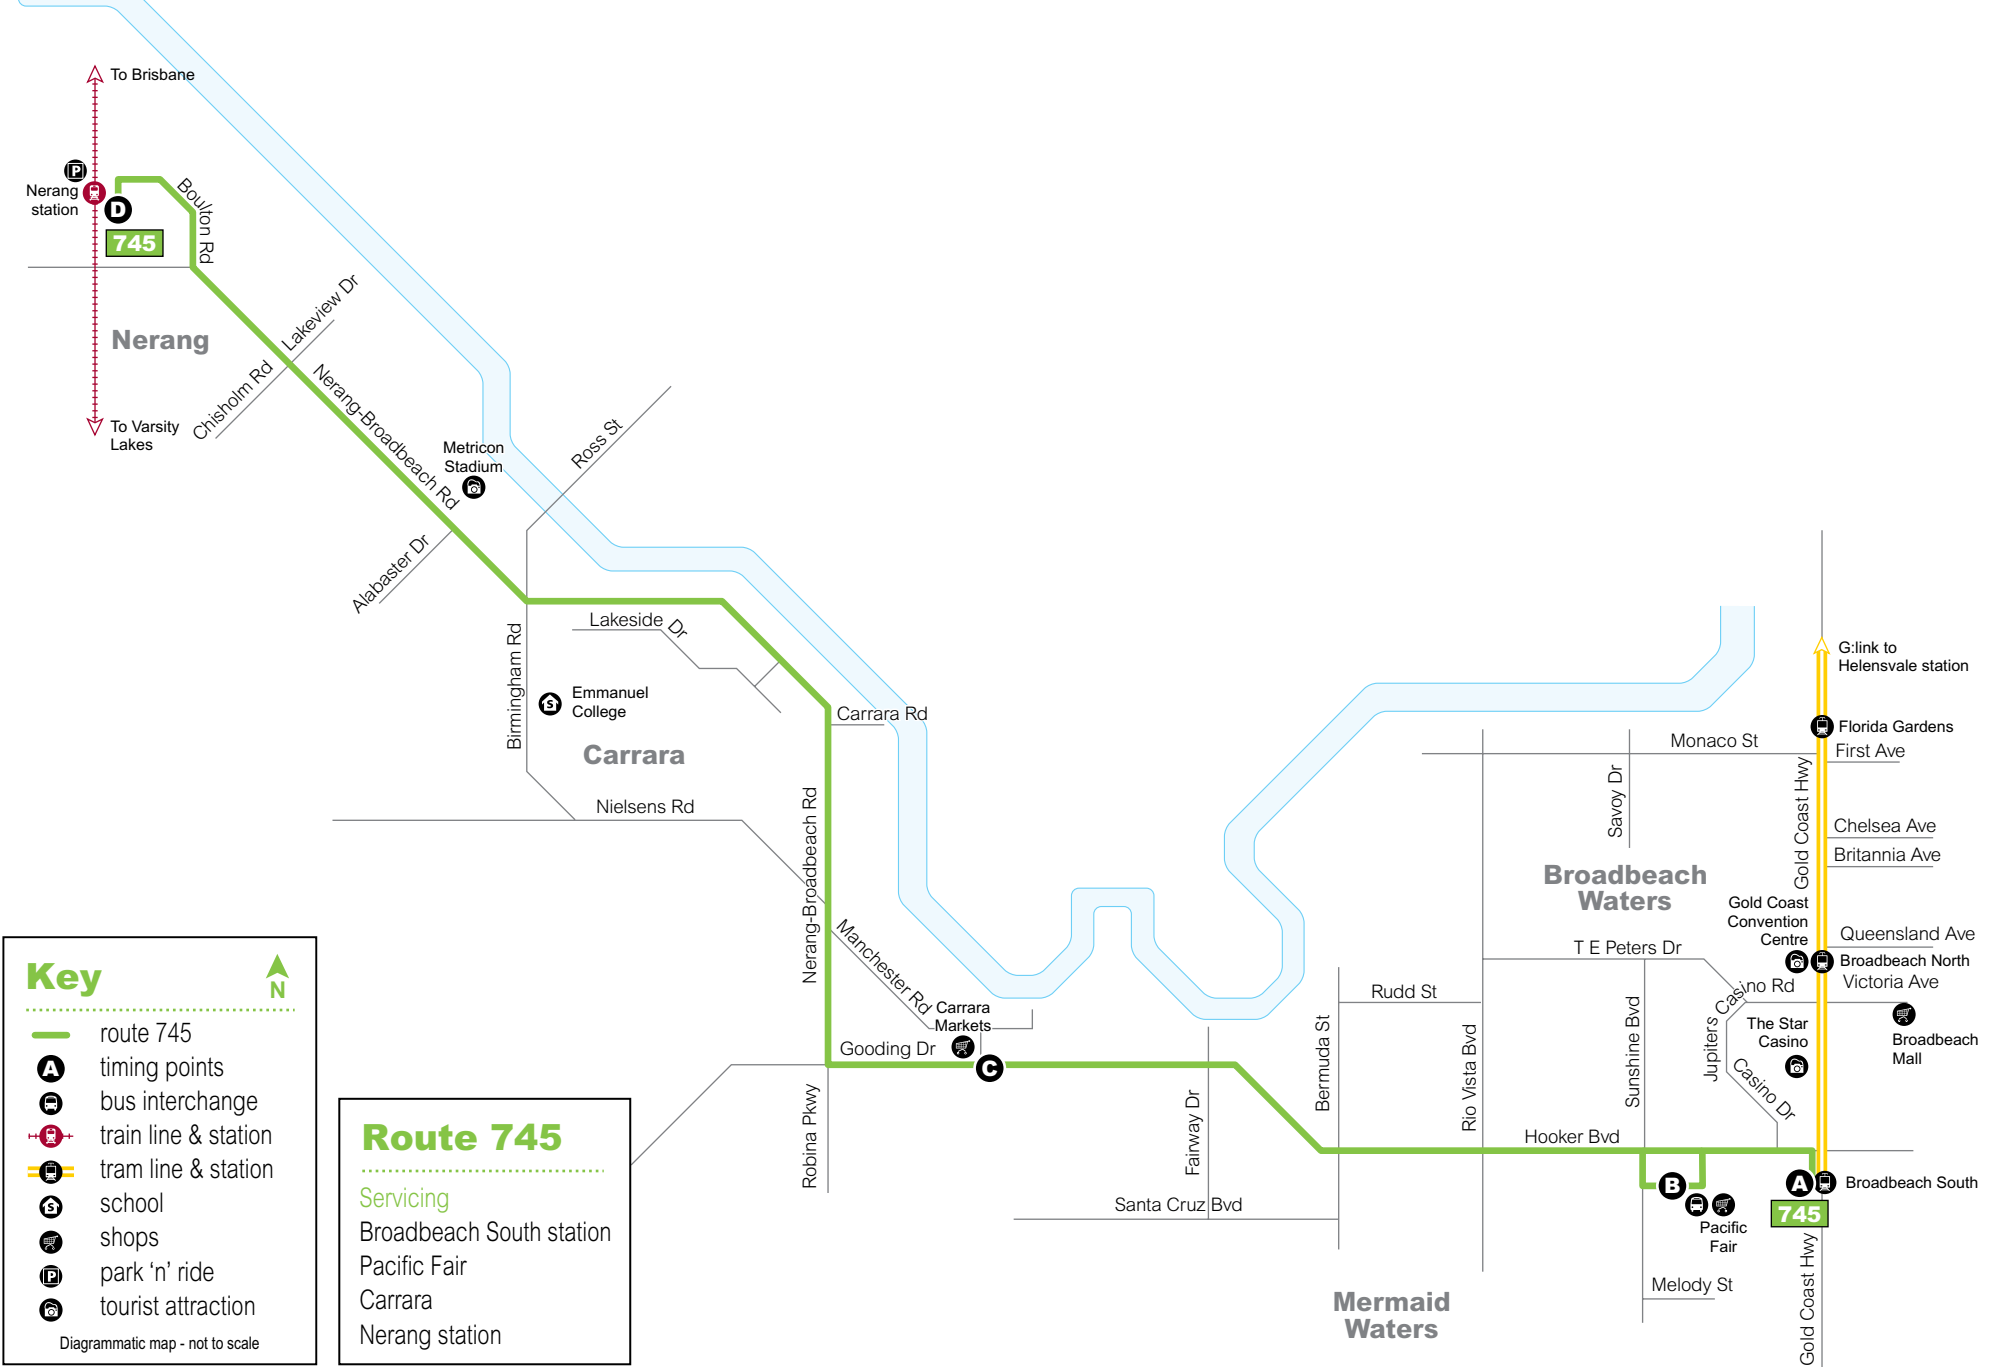 To Brisbane
P
Nerang
station
D
745
Boulton Rd
Nerang
Lakeview Dr
Chisholm Rd
To Varsity
Lakes
Nerang-Broadbeach Rd
Metricon
Stadium
Ross St
Alabaster Dr
Lakeside Dr
Birmingham Rd
Emmanuel
College
S
Carrara
Carrara Rd
Nielsens Rd
Nerang-Broadbeach Rd
Manchester Rd
Carrara
Markets
Gooding Dr
C
Robina Pkwy
Fairway Dr
Santa Cruz Bvd
Bermuda St
Rudd St
Rio Vista Bvd
Hooker Bvd
Sunshine Bvd
T E Peters Dr
Savoy Dr
Monaco St
Broadbeach
Waters
G:link to
Helensvale station
Florida Gardens
First Ave
Gold Coast Hwy
Chelsea Ave
Britannia Ave
Gold Coast
Convention
Centre
Queensland Ave
Broadbeach North
Victoria Ave
Jupiters Casino Rd
The Star
Casino
Casino Dr
Broadbeach
Mall
B
A
Broadbeach South
745
Pacific
Fair
Melody St
Gold Coast Hwy
Mermaid
Waters
Key
N
route 745
A
timing points
bus interchange
train line & station
tram line & station
S
school
shops
P
park ‘n’ ride
tourist attraction
Diagrammatic map - not to scale
Route 745
Servicing
Broadbeach South station
Pacific Fair
Carrara
Nerang station